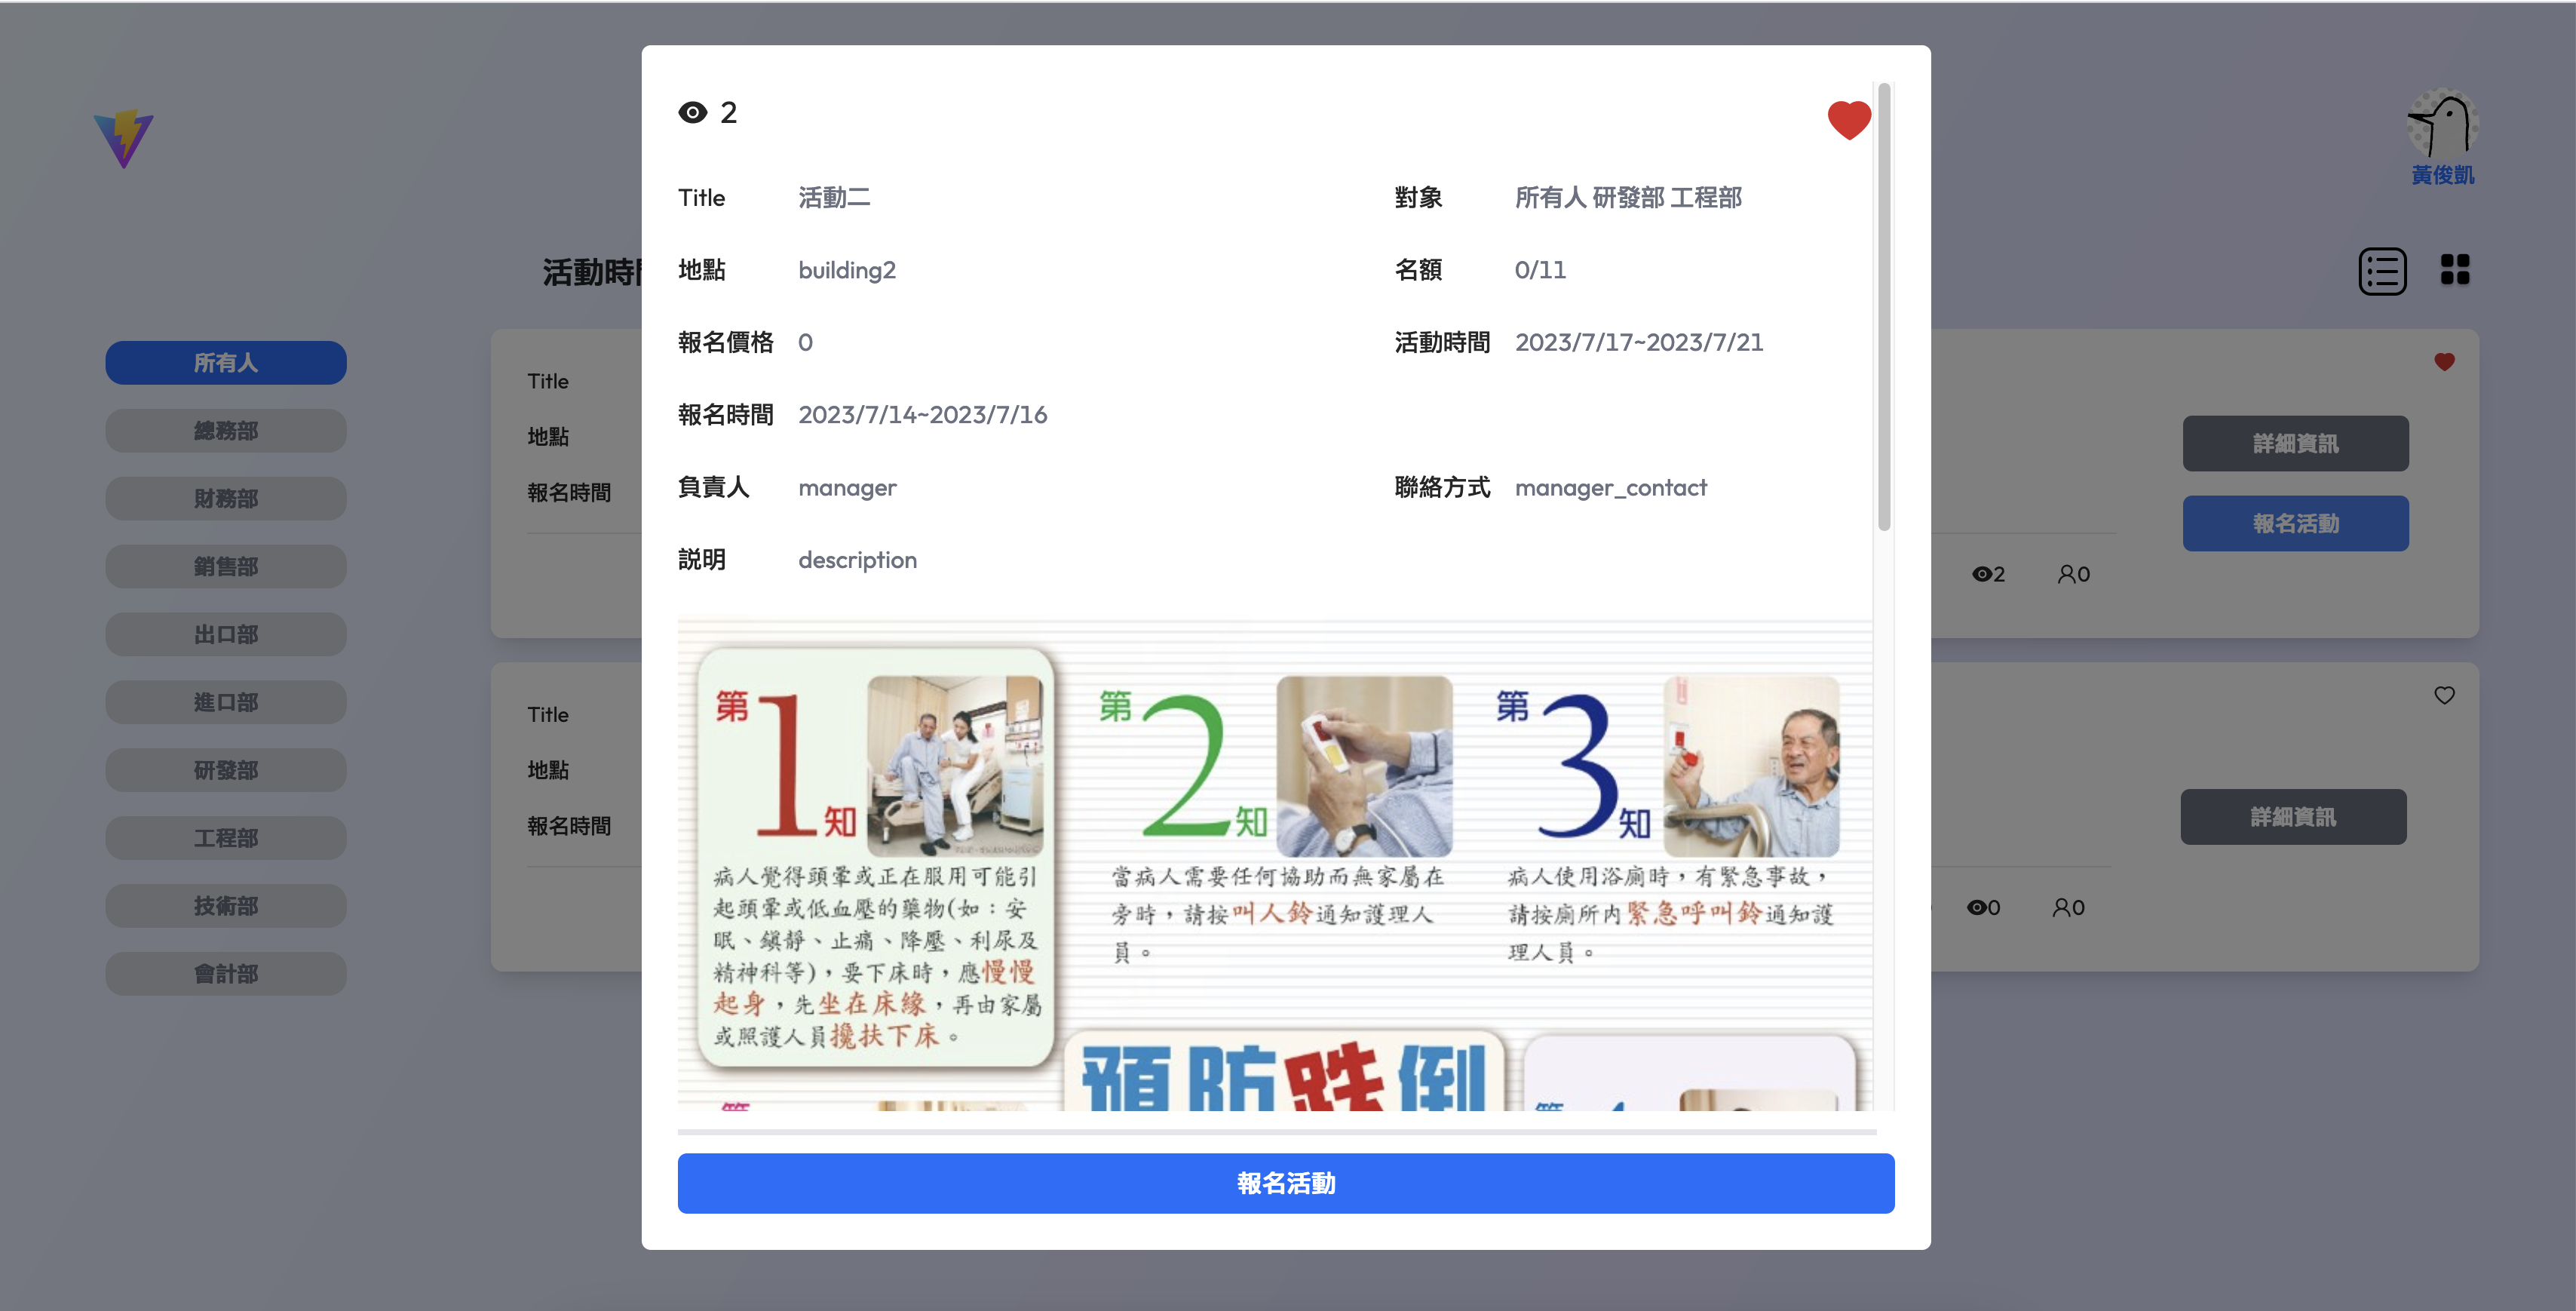 2
Title 活動二 對象 所有人 研發部 工程部
地點 building2 名額 0/11
報名價格 0 活動時間 2023/7/17~2023/7/21
報名時間 2023/7/14~2023/7/16
負責人 manager 聯絡方式 manager_contact
説明 description
第1知
病人覺得頭暈或正在服用可能引
起頭暈或低血壓的藥物(如：安
眠、鎮靜、止痛、降壓、利尿及
精神科等)，要下床時，應慢慢
起身，先坐在床緣，再由家屬
或照護人員攙扶下床。
第2知
當病人需要任何協助而無家屬在
旁時，請按叫人鈴通知護理人
員。
第3知
病人使用浴廁時，有緊急事故，
請按廁所內緊急呼叫鈴通知護
理人員。
預防跌倒
報名活動
黃俊凱
活動時
所有人
總務部
財務部
銷售部
出口部
進口部
研發部
工程部
技術部
會計部
Title
地點
報名時間
詳細資訊
報名活動
2 0
Title
地點
報名時間
詳細資訊
0 0